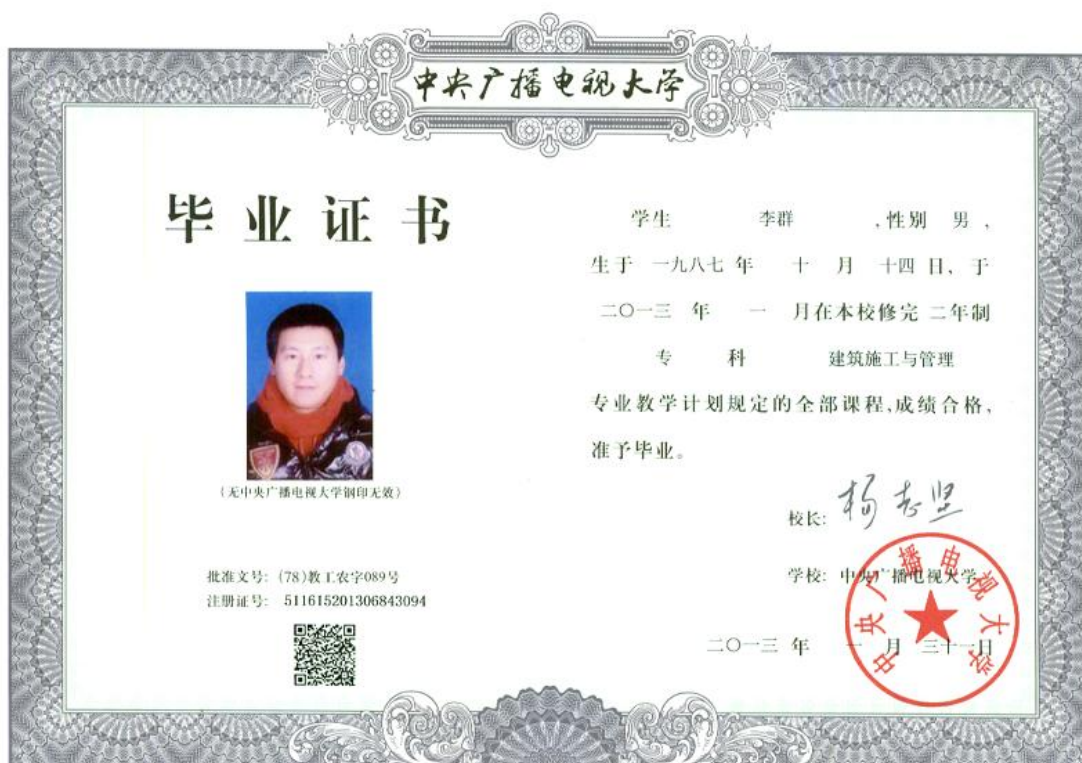 中央广播电视大学
毕业证书
学生 李群 ,性别 男 ,
生于 一九八七 年 十 月 十四 日、于
二〇一三 年 一 月在本校修完 二年制
专 科 建筑施工与管理
专业教学计划规定的全部课程,成绩合格,
准予毕业。
(无中央广播电视大学钢印无效)
校长: 杨志坚
批准文号: (78)教工农字089号
注册证号: 511615201306843094
学校: 中央广播电视大学
二〇一三 年 一 月 三十一日
中央广播电视大学